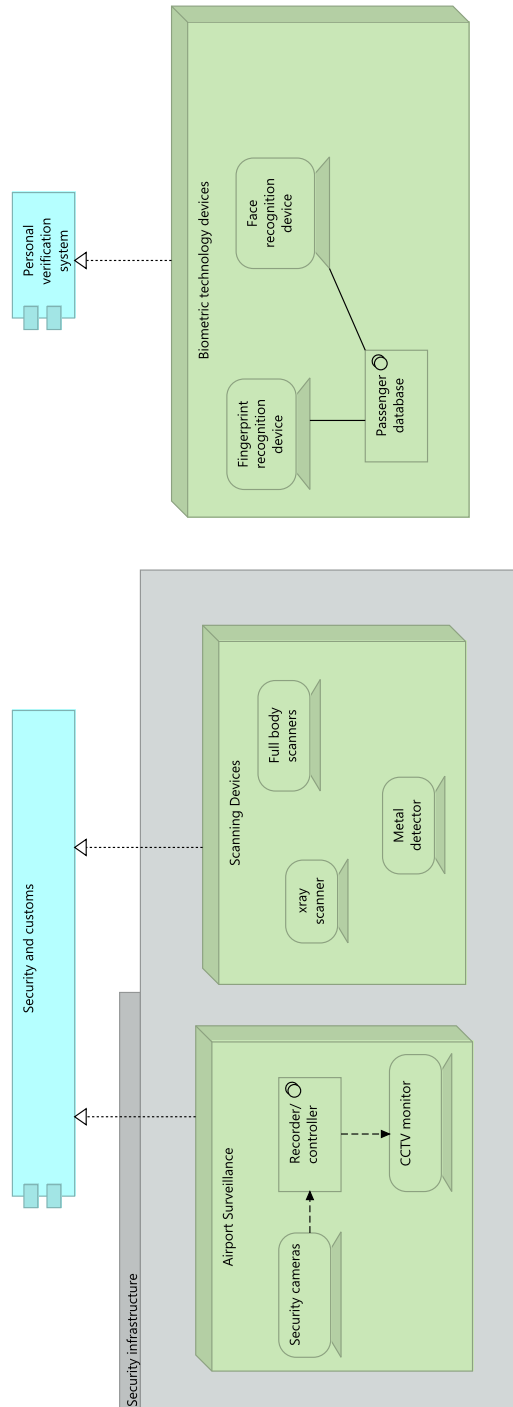 Security infrastructure
Security and customs
Airport Surveillance
Security cameras
Recorder/
controller
CCTV monitor
Scanning Devices
xray
scanner
Full body
scanners
Metal
detector
Personal
verification
system
Biometric technology devices
Fingerprint
recognition
device
Face
recognition
device
Passenger
database